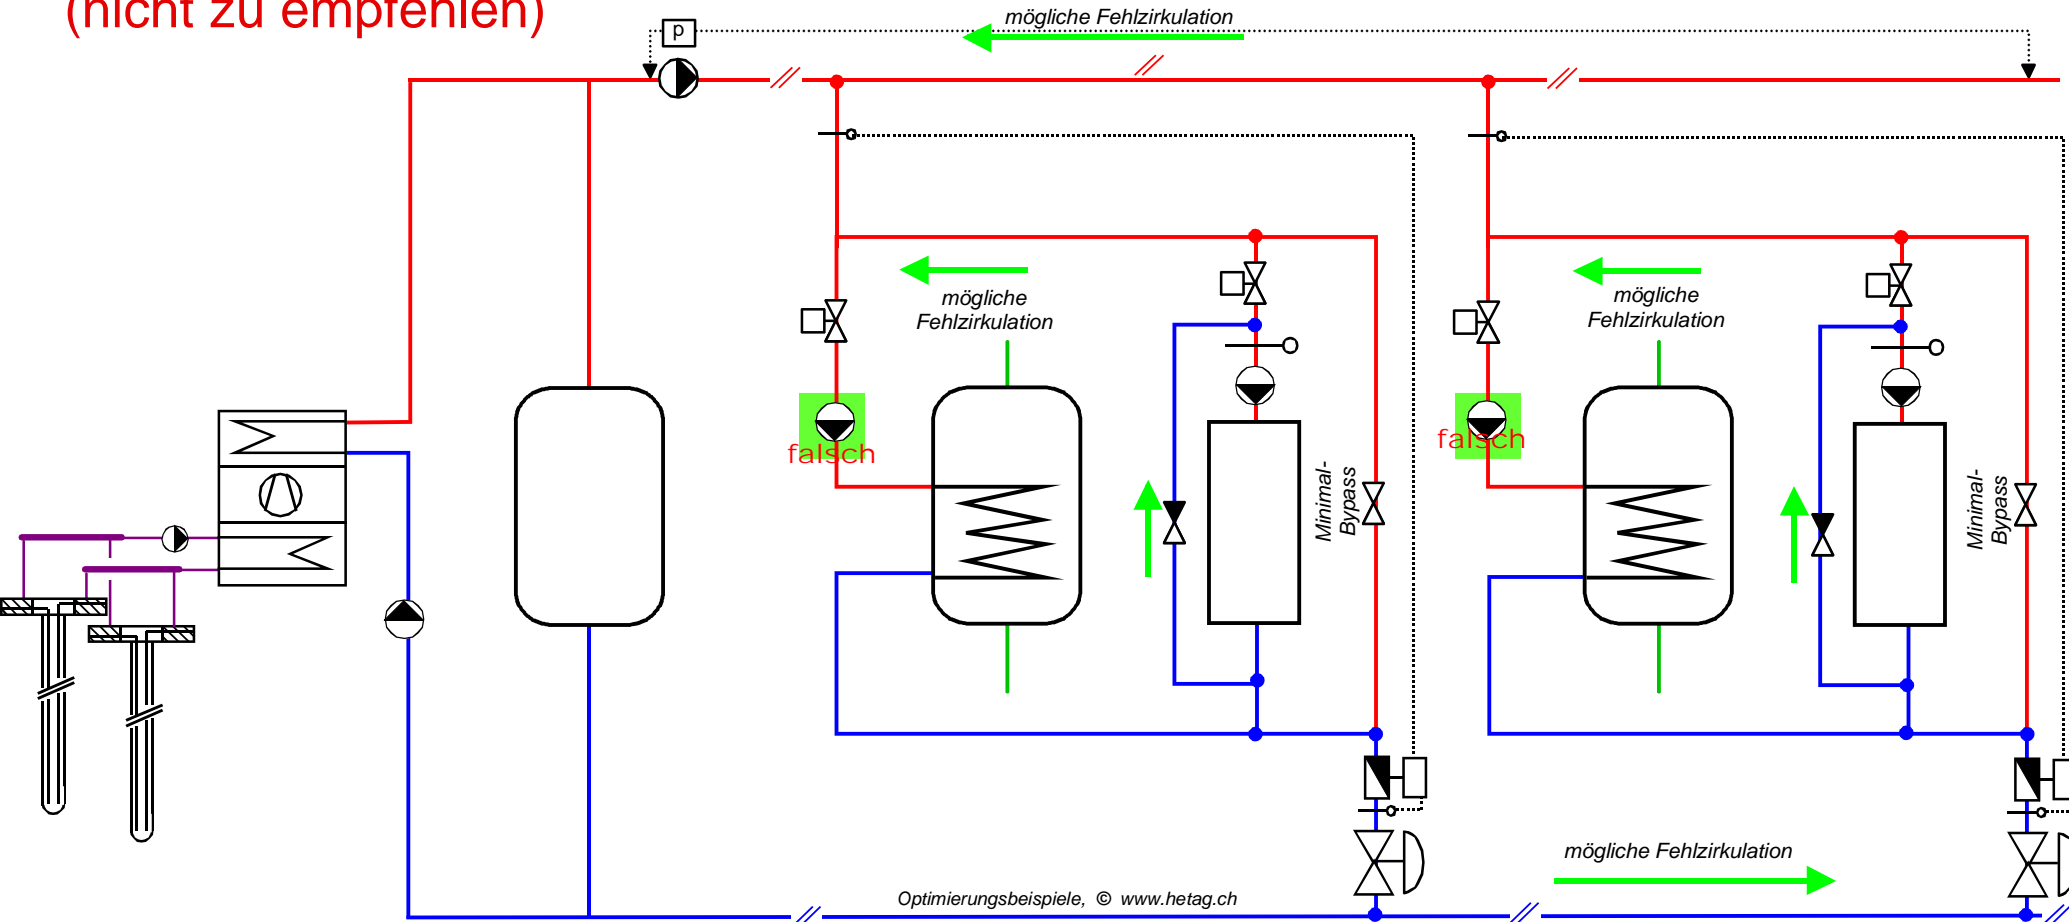 (nicht zu empfehlen)
p
mögliche Fehlzirkulation
mögliche
Fehlzirkulation
mögliche
Fehlzirkulation
falsch
falsch
Minimal-
Bypass
Minimal-
Bypass
mögliche Fehlzirkulation
Optimierungsbeispiele, © www.hetag.ch